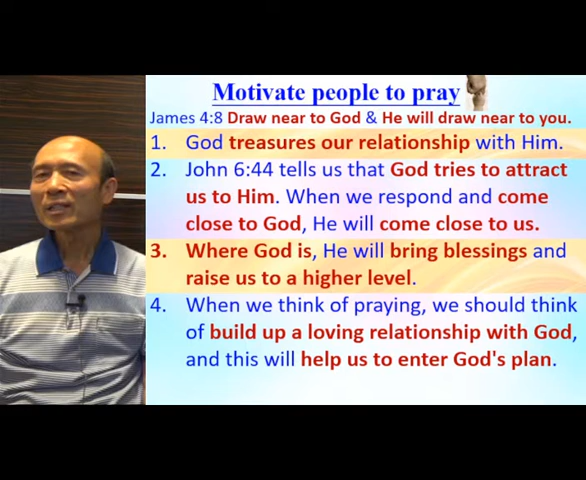 Motivate people to pray
James 4:8 Draw near to God & He will draw near to you.
1. God treasures our relationship with Him.
2. John 6:44 tells us that God tries to attract
us to Him. When we respond and come
close to God, He will come close to us.
3. Where God is, He will bring blessings and
raise us to a higher level.
4. When we think of praying, we should think
of build up a loving relationship with God,
and this will help us to enter God's plan.